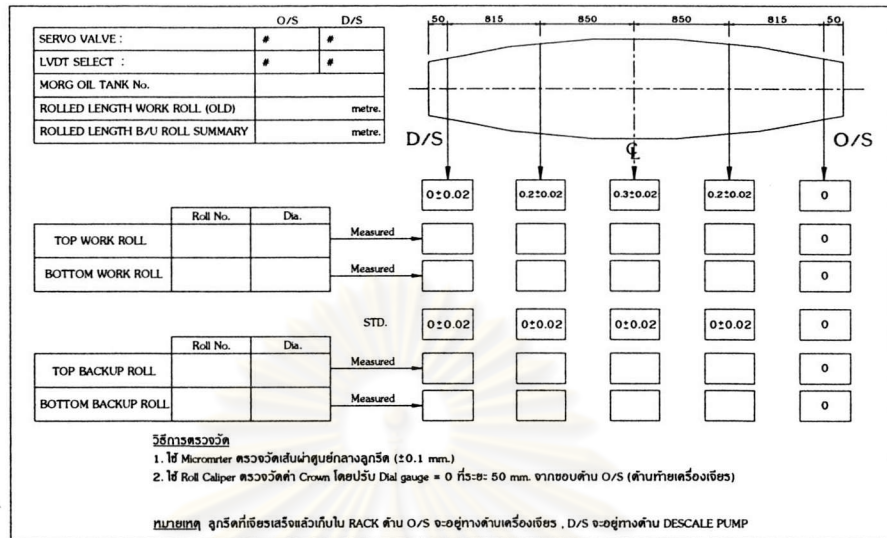 50 815 850 850 815 50
O/S D/S
SERVO VALVE : # #
LVDT SELECT : # #
MORG OIL TANK No.
ROLLED LENGTH WORK ROLL (OLD) metre.
ROLLED LENGTH B/U ROLL SUMMARY metre.
D/S ℄ O/S
0±0.02 0.2±0.02 0.3±0.02 0.2±0.02 0
Roll No. Dia.
TOP WORK ROLL Measured 0
BOTTOM WORK ROLL Measured 0
STD. 0±0.02 0±0.02 0±0.02 0±0.02 0
Roll No. Dia.
TOP BACKUP ROLL Measured 0
BOTTOM BACKUP ROLL Measured 0
วิธีการตรวจวัด
1. ใช้ Micromrter ตรวจวัดเส้นผ่าศูนย์กลางลูกรีด (±0.1 mm.)
2. ใช้ Roll Caliper ตรวจวัดค่า Crown โดยปรับ Dial gauge = 0 ที่ระยะ 50 mm. จากขอบด้าน O/S (ด้านท้ายเครื่องเจียร)
หมายเหตุ ลูกรีดที่เจียรเสร็จแล้วเก็บใน RACK ด้าน O/S จะอยู่ทางด้านเครื่องเจียร , D/S จะอยู่ทางด้าน DESCALE PUMP